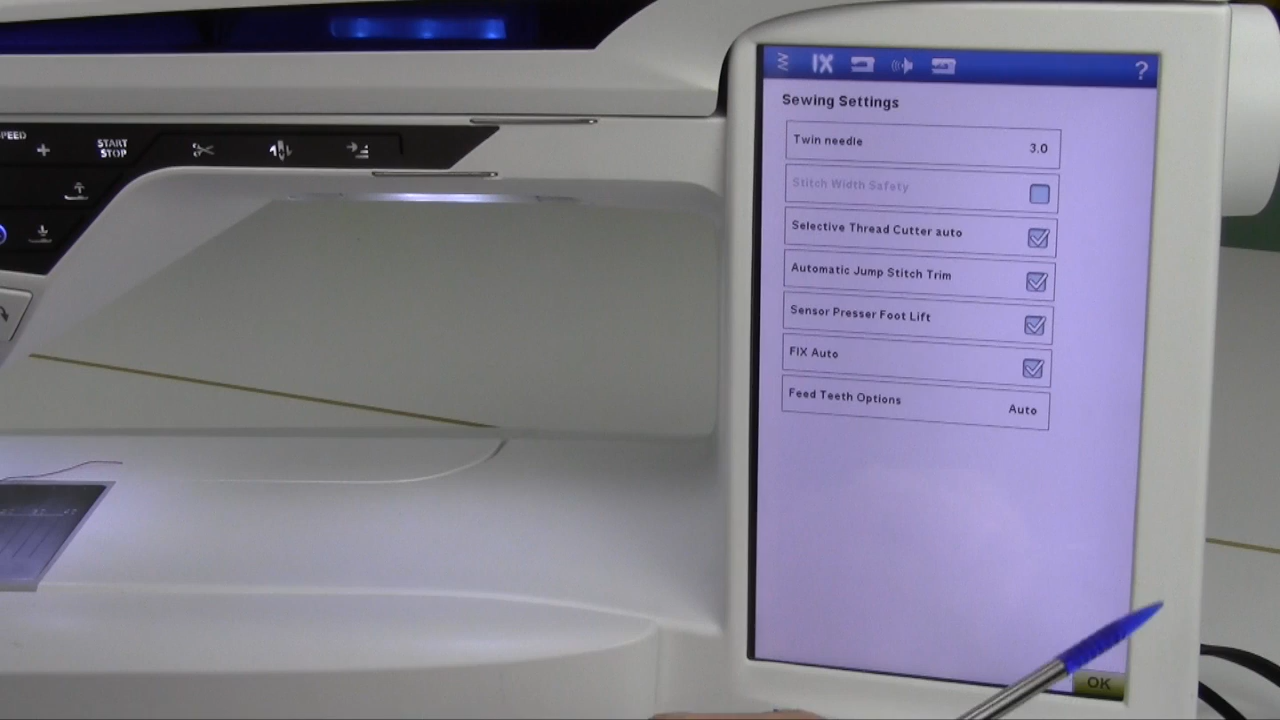 SPEED
START
STOP
?
Sewing Settings
Twin needle 3.0
Stitch Width Safety
Selective Thread Cutter auto
Automatic Jump Stitch Trim
Sensor Presser Foot Lift
FIX Auto
Feed Teeth Options Auto
OK